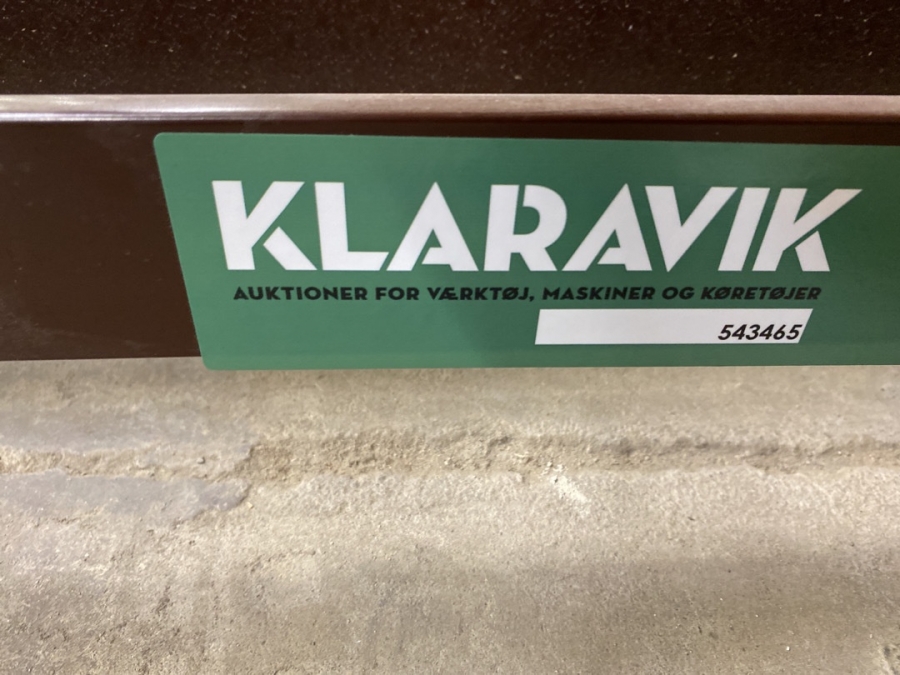 KLARAVIK
AUKTIONER FOR VÆRKTØJ, MASKINER OG KØRETØJER
543465